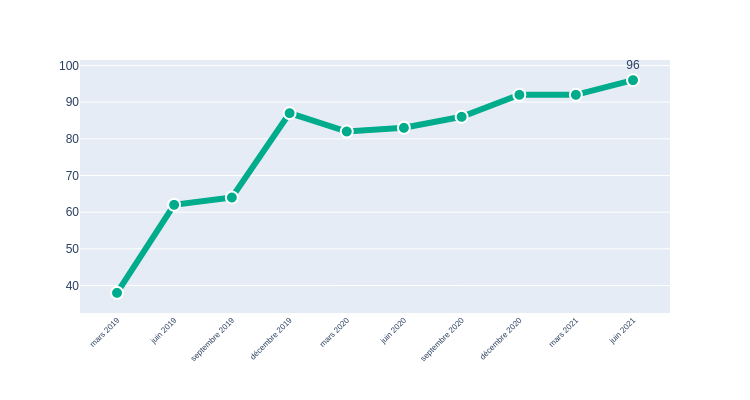 96
100
90
80
70
60
50
40
mars 2019
juin 2019
septembre 2019
décembre 2019
mars 2020
juin 2020
septembre 2020
décembre 2020
mars 2021
juin 2021